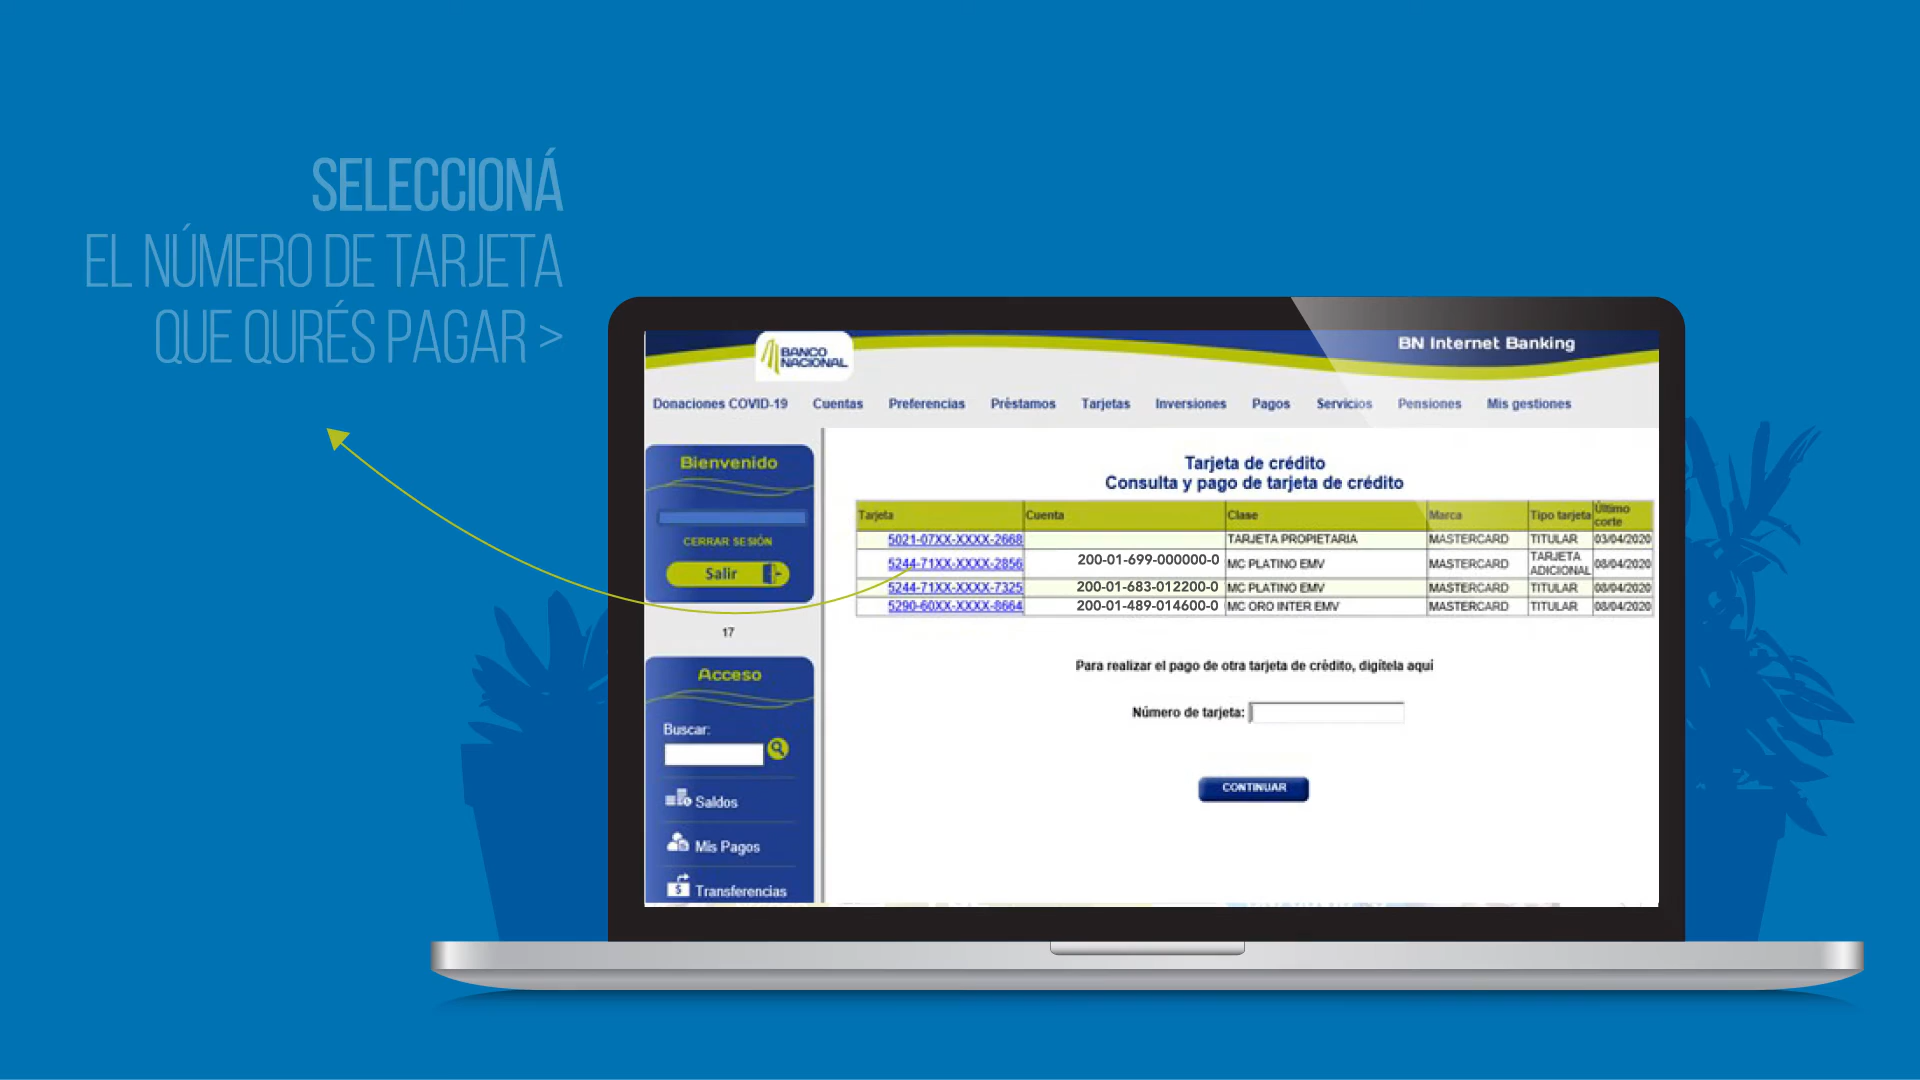 SELECCIONÁ
EL NÚMERO DE TARJETA
QUE QURÉS PAGAR >
BANCO
NACIONAL
BN Internet Banking
Donaciones COVID-19 Cuentas Preferencias Préstamos Tarjetas Inversiones Pagos Servicios Pensiones Mis gestiones
Bienvenido
CERRAR SESIÓN
Salir
17
Acceso
Buscar:
Saldos
Mis Pagos
Transferencias
Tarjeta de crédito
Consulta y pago de tarjeta de crédito
Tarjeta Cuenta Clase Marca Tipo tarjeta Último corte
5021-07XX-XXXX-2668 TARJETA PROPIETARIA MASTERCARD TITULAR 03/04/2020
5244-71XX-XXXX-2856 200-01-699-000000-0 MC PLATINO EMV MASTERCARD TARJETA ADICIONAL 08/04/2020
5244-71XX-XXXX-7325 200-01-683-012200-0 MC PLATINO EMV MASTERCARD TITULAR 08/04/2020
5290-60XX-XXXX-8664 200-01-489-014600-0 MC ORO INTER EMV MASTERCARD TITULAR 08/04/2020
Para realizar el pago de otra tarjeta de crédito, digítela aquí
Número de tarjeta:
CONTINUAR